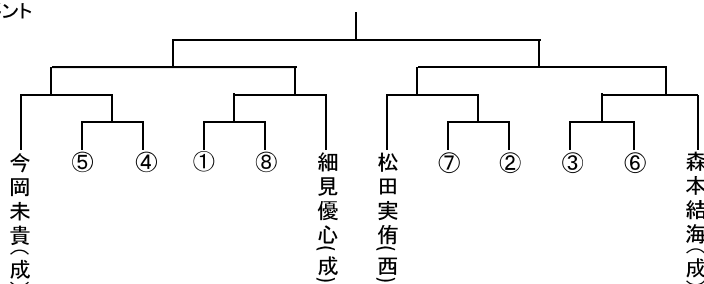 ント
今岡未貴(成)
⑤
④
①
⑧
細見優心(成)
松田実侑(西)
⑦
②
③
⑥
森本結海(成)